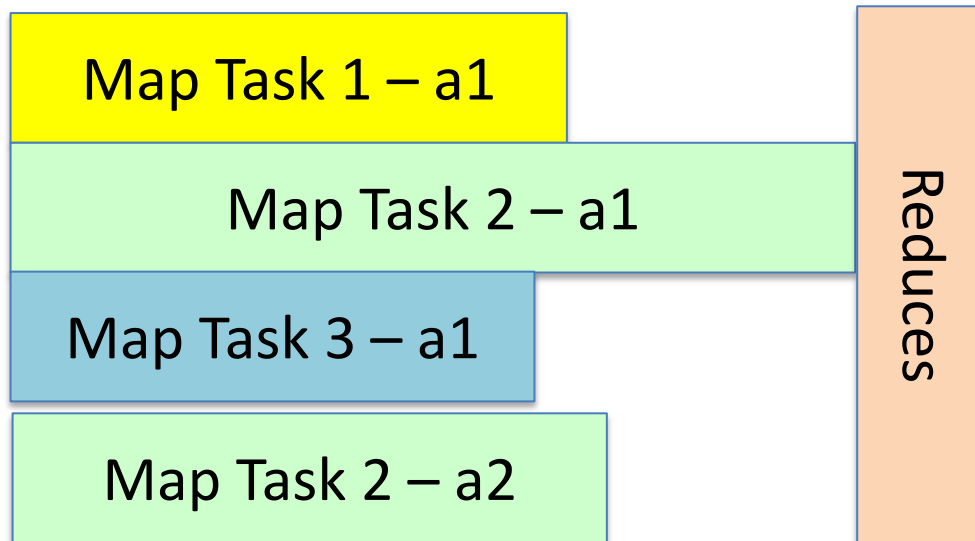 Map Task 1 – a1
Map Task 2 – a1
Map Task 3 – a1
Map Task 2 – a2
Reduces